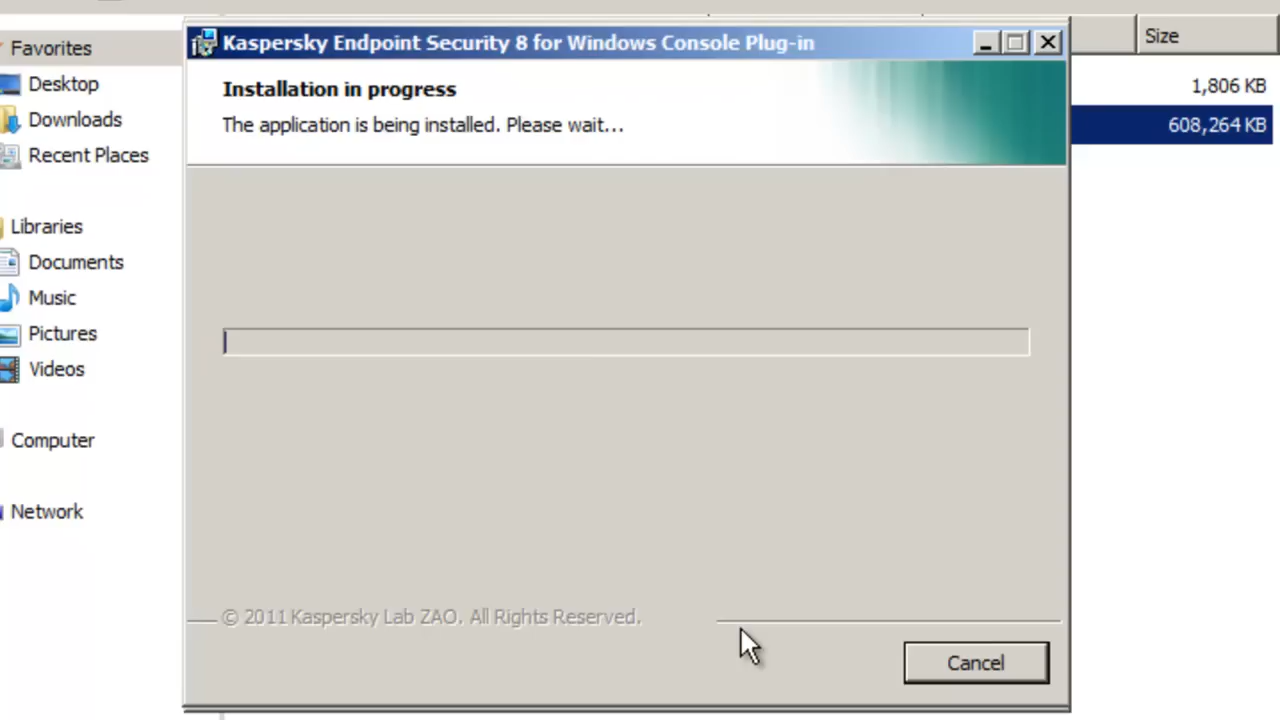 Kaspersky Endpoint Security 8 for Windows Console Plug-in
Installation in progress
The application is being installed. Please wait...
© 2011 Kaspersky Lab ZAO. All Rights Reserved.
Cancel
Favorites
Desktop
Downloads
Recent Places
Libraries
Documents
Music
Pictures
Videos
Computer
Network
Size
1,806 KB
608,264 KB